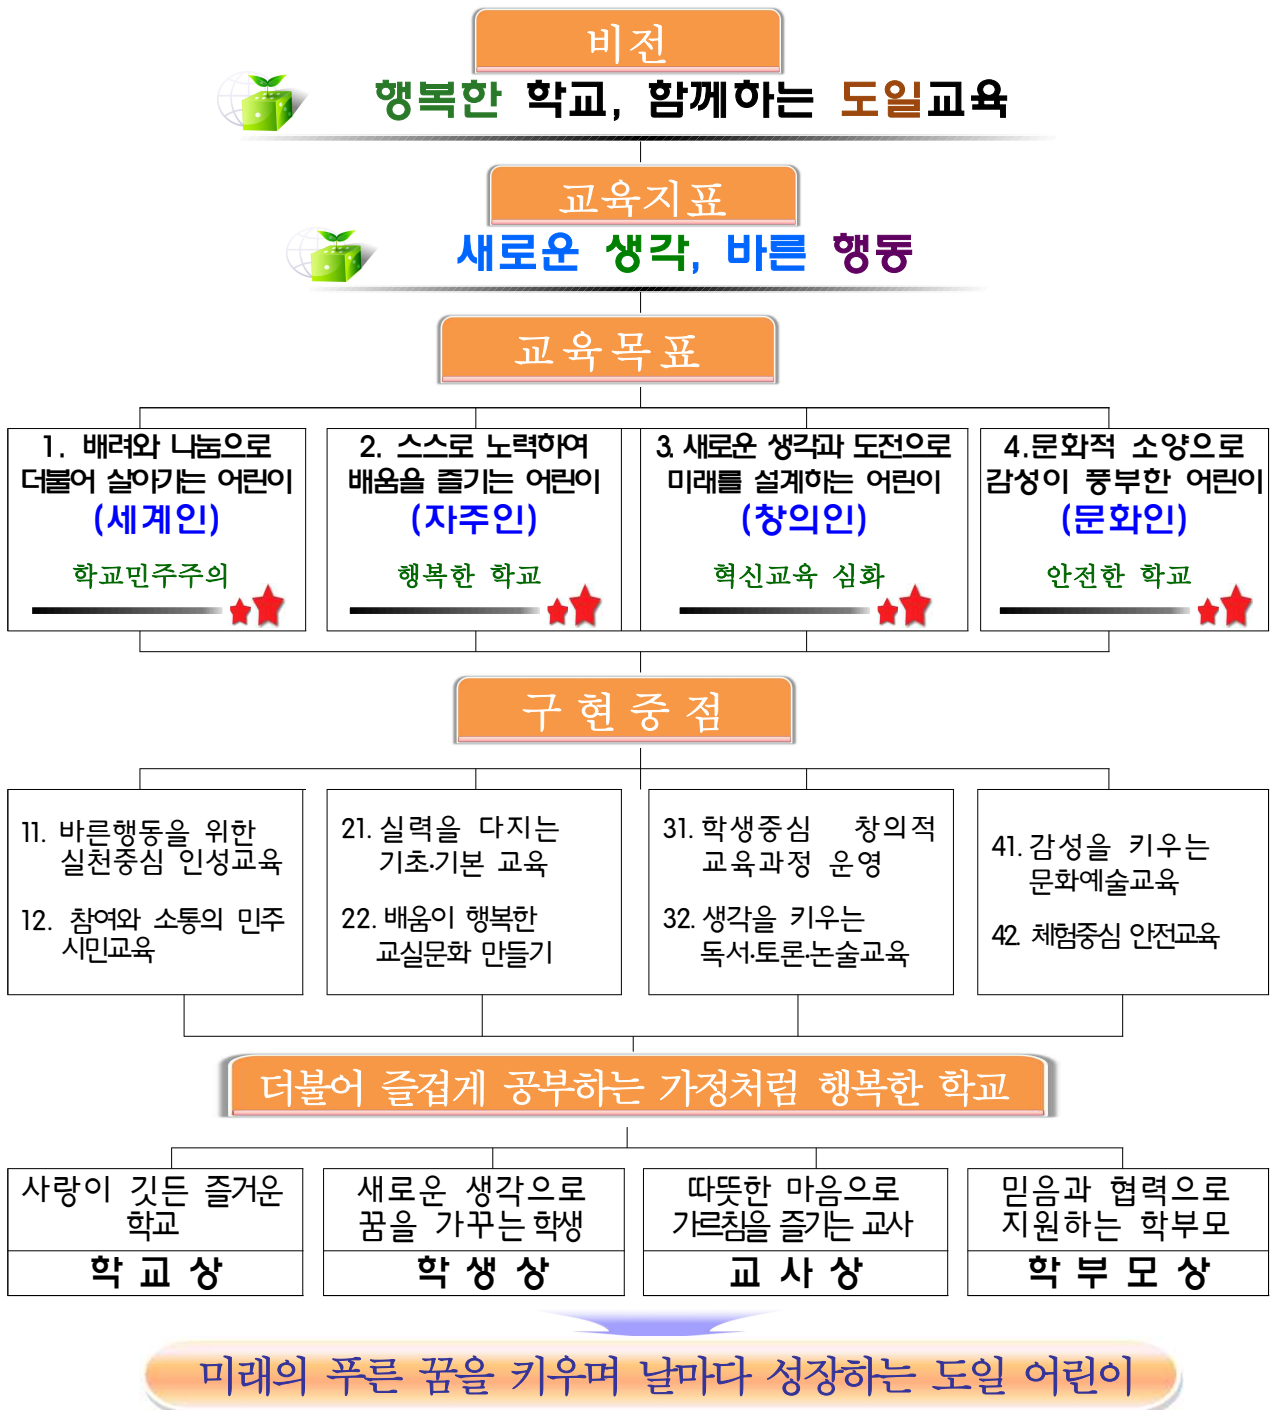 비전
행복한 학교, 함께하는 도일교육
교육지표
새로운 생각, 바른 행동
교육목표
1. 배려와 나눔으로
더불어 살아가는 어린이
(세계인)
학교민주주의
2. 스스로 노력하여
배움을 즐기는 어린이
(자주인)
행복한 학교
3. 새로운 생각과 도전으로
미래를 설계하는 어린이
(창의인)
혁신교육 심화
4.문화적 소양으로
감성이 풍부한 어린이
(문화인)
안전한 학교
구현중점
11. 바른행동을 위한
실천중심 인성교육
12. 참여와 소통의 민주
시민교육
21. 실력을 다지는
기초·기본 교육
22. 배움이 행복한
교실문화 만들기
31. 학생중심 창의적
교육과정 운영
32. 생각을 키우는
독서·토론·논술교육
41. 감성을 키우는
문화예술교육
42. 체험중심 안전교육
더불어 즐겁게 공부하는 가정처럼 행복한 학교
사랑이 깃든 즐거운
학교
학교상
새로운 생각으로
꿈을 가꾸는 학생
학생상
따뜻한 마음으로
가르침을 즐기는 교사
교사상
믿음과 협력으로
지원하는 학부모
학부모상
미래의 푸른 꿈을 키우며 날마다 성장하는 도일 어린이